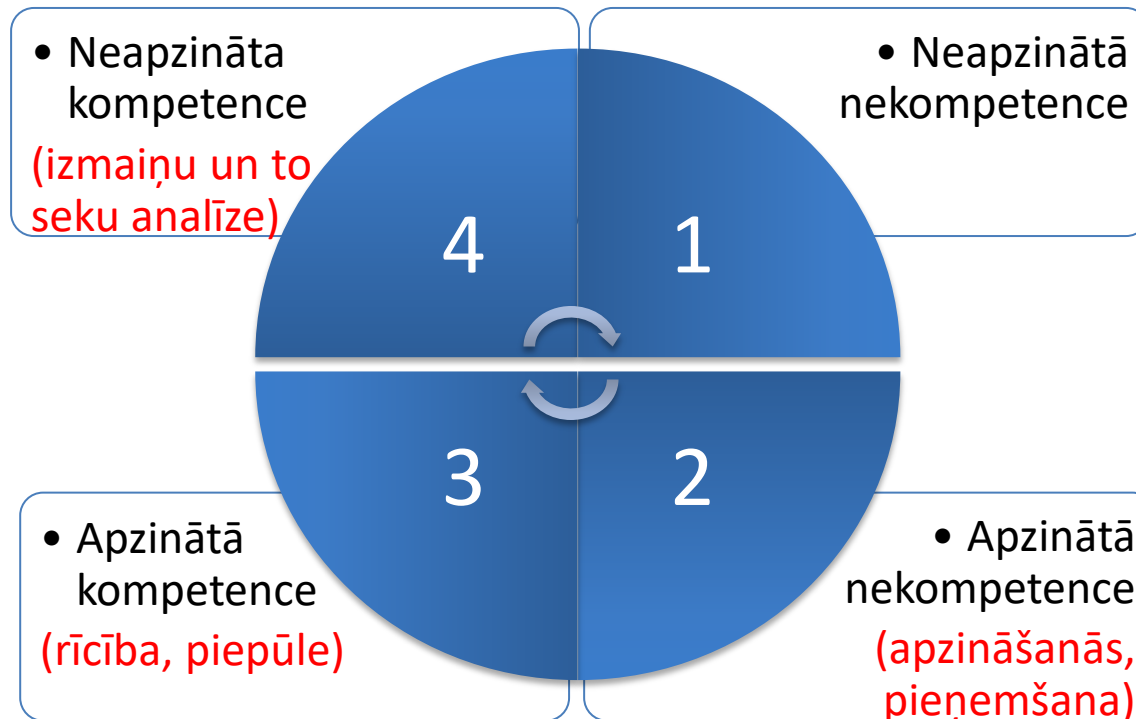 • Neapzināta
kompetence
(izmaiņu un to
seku analīze)
• Neapzinātā
nekompetence
4
1
3
2
• Apzinātā
kompetence
(rīcība, piepūle)
• Apzinātā
nekompetence
(apzināšanās,
pieņemšana)